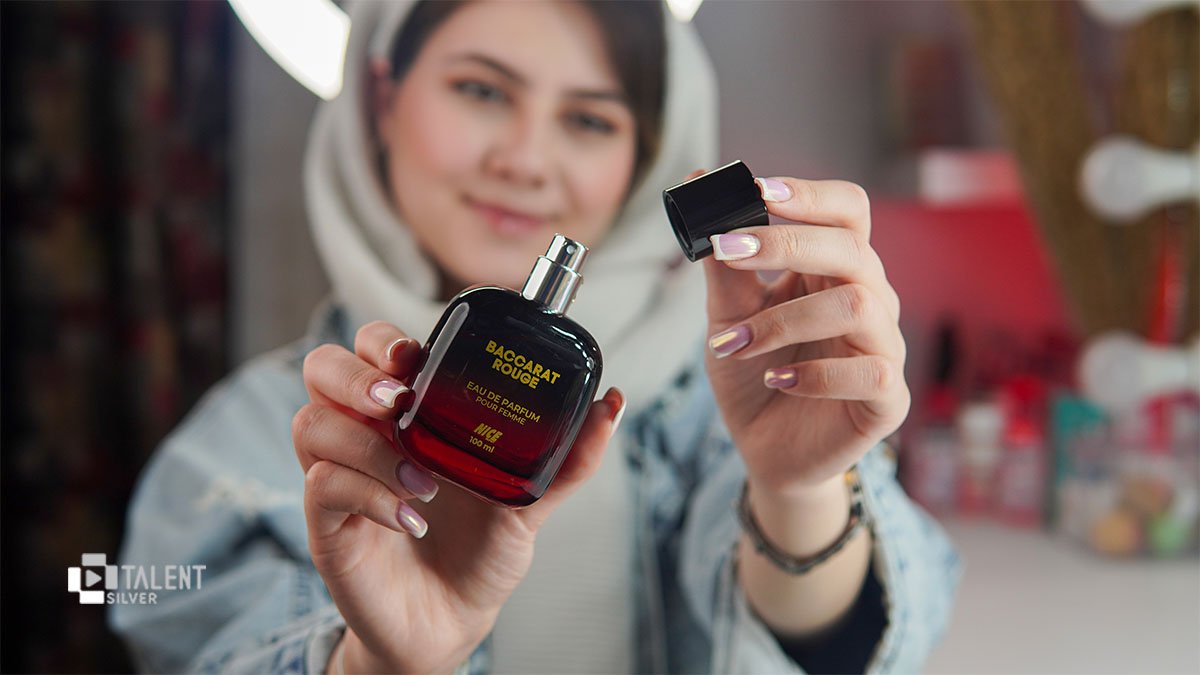 BACCARAT
ROUGE
EAU DE PARFUM
POUR FEMME
NICE
100 ml
TALENT
SILVER